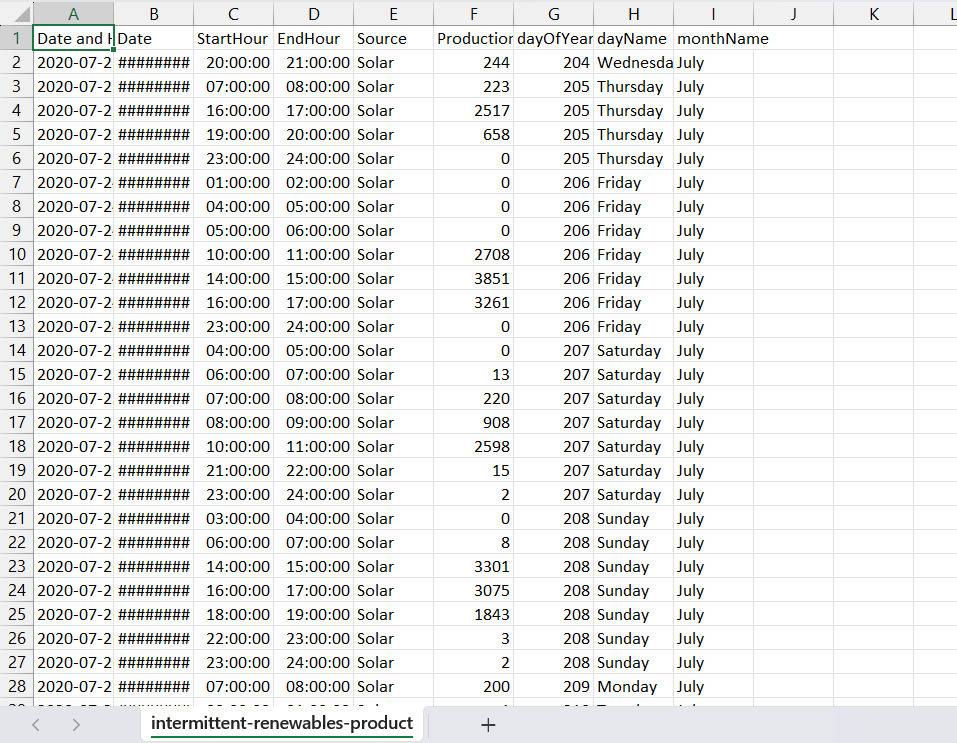 A B C D E F G H I J K L
1 Date and H Date StartHour EndHour Source Production dayOfYear dayName monthName
2 2020-07-2 ######## 20:00:00 21:00:00 Solar 244 204 Wednesda July
3 2020-07-2 ######## 07:00:00 08:00:00 Solar 223 205 Thursday July
4 2020-07-2 ######## 16:00:00 17:00:00 Solar 2517 205 Thursday July
5 2020-07-2 ######## 19:00:00 20:00:00 Solar 658 205 Thursday July
6 2020-07-2 ######## 23:00:00 24:00:00 Solar 0 205 Thursday July
7 2020-07-2 ######## 01:00:00 02:00:00 Solar 0 206 Friday July
8 2020-07-2 ######## 04:00:00 05:00:00 Solar 0 206 Friday July
9 2020-07-2 ######## 05:00:00 06:00:00 Solar 0 206 Friday July
10 2020-07-2 ######## 10:00:00 11:00:00 Solar 2708 206 Friday July
11 2020-07-2 ######## 14:00:00 15:00:00 Solar 3851 206 Friday July
12 2020-07-2 ######## 16:00:00 17:00:00 Solar 3261 206 Friday July
13 2020-07-2 ######## 23:00:00 24:00:00 Solar 0 206 Friday July
14 2020-07-2 ######## 04:00:00 05:00:00 Solar 0 207 Saturday July
15 2020-07-2 ######## 06:00:00 07:00:00 Solar 13 207 Saturday July
16 2020-07-2 ######## 07:00:00 08:00:00 Solar 220 207 Saturday July
17 2020-07-2 ######## 08:00:00 09:00:00 Solar 908 207 Saturday July
18 2020-07-2 ######## 10:00:00 11:00:00 Solar 2598 207 Saturday July
19 2020-07-2 ######## 21:00:00 22:00:00 Solar 15 207 Saturday July
20 2020-07-2 ######## 23:00:00 24:00:00 Solar 2 207 Saturday July
21 2020-07-2 ######## 03:00:00 04:00:00 Solar 0 208 Sunday July
22 2020-07-2 ######## 06:00:00 07:00:00 Solar 8 208 Sunday July
23 2020-07-2 ######## 14:00:00 15:00:00 Solar 3301 208 Sunday July
24 2020-07-2 ######## 16:00:00 17:00:00 Solar 3075 208 Sunday July
25 2020-07-2 ######## 18:00:00 19:00:00 Solar 1843 208 Sunday July
26 2020-07-2 ######## 22:00:00 23:00:00 Solar 3 208 Sunday July
27 2020-07-2 ######## 23:00:00 24:00:00 Solar 2 208 Sunday July
28 2020-07-2 ######## 07:00:00 08:00:00 Solar 200 209 Monday July
intermittent-renewables-product